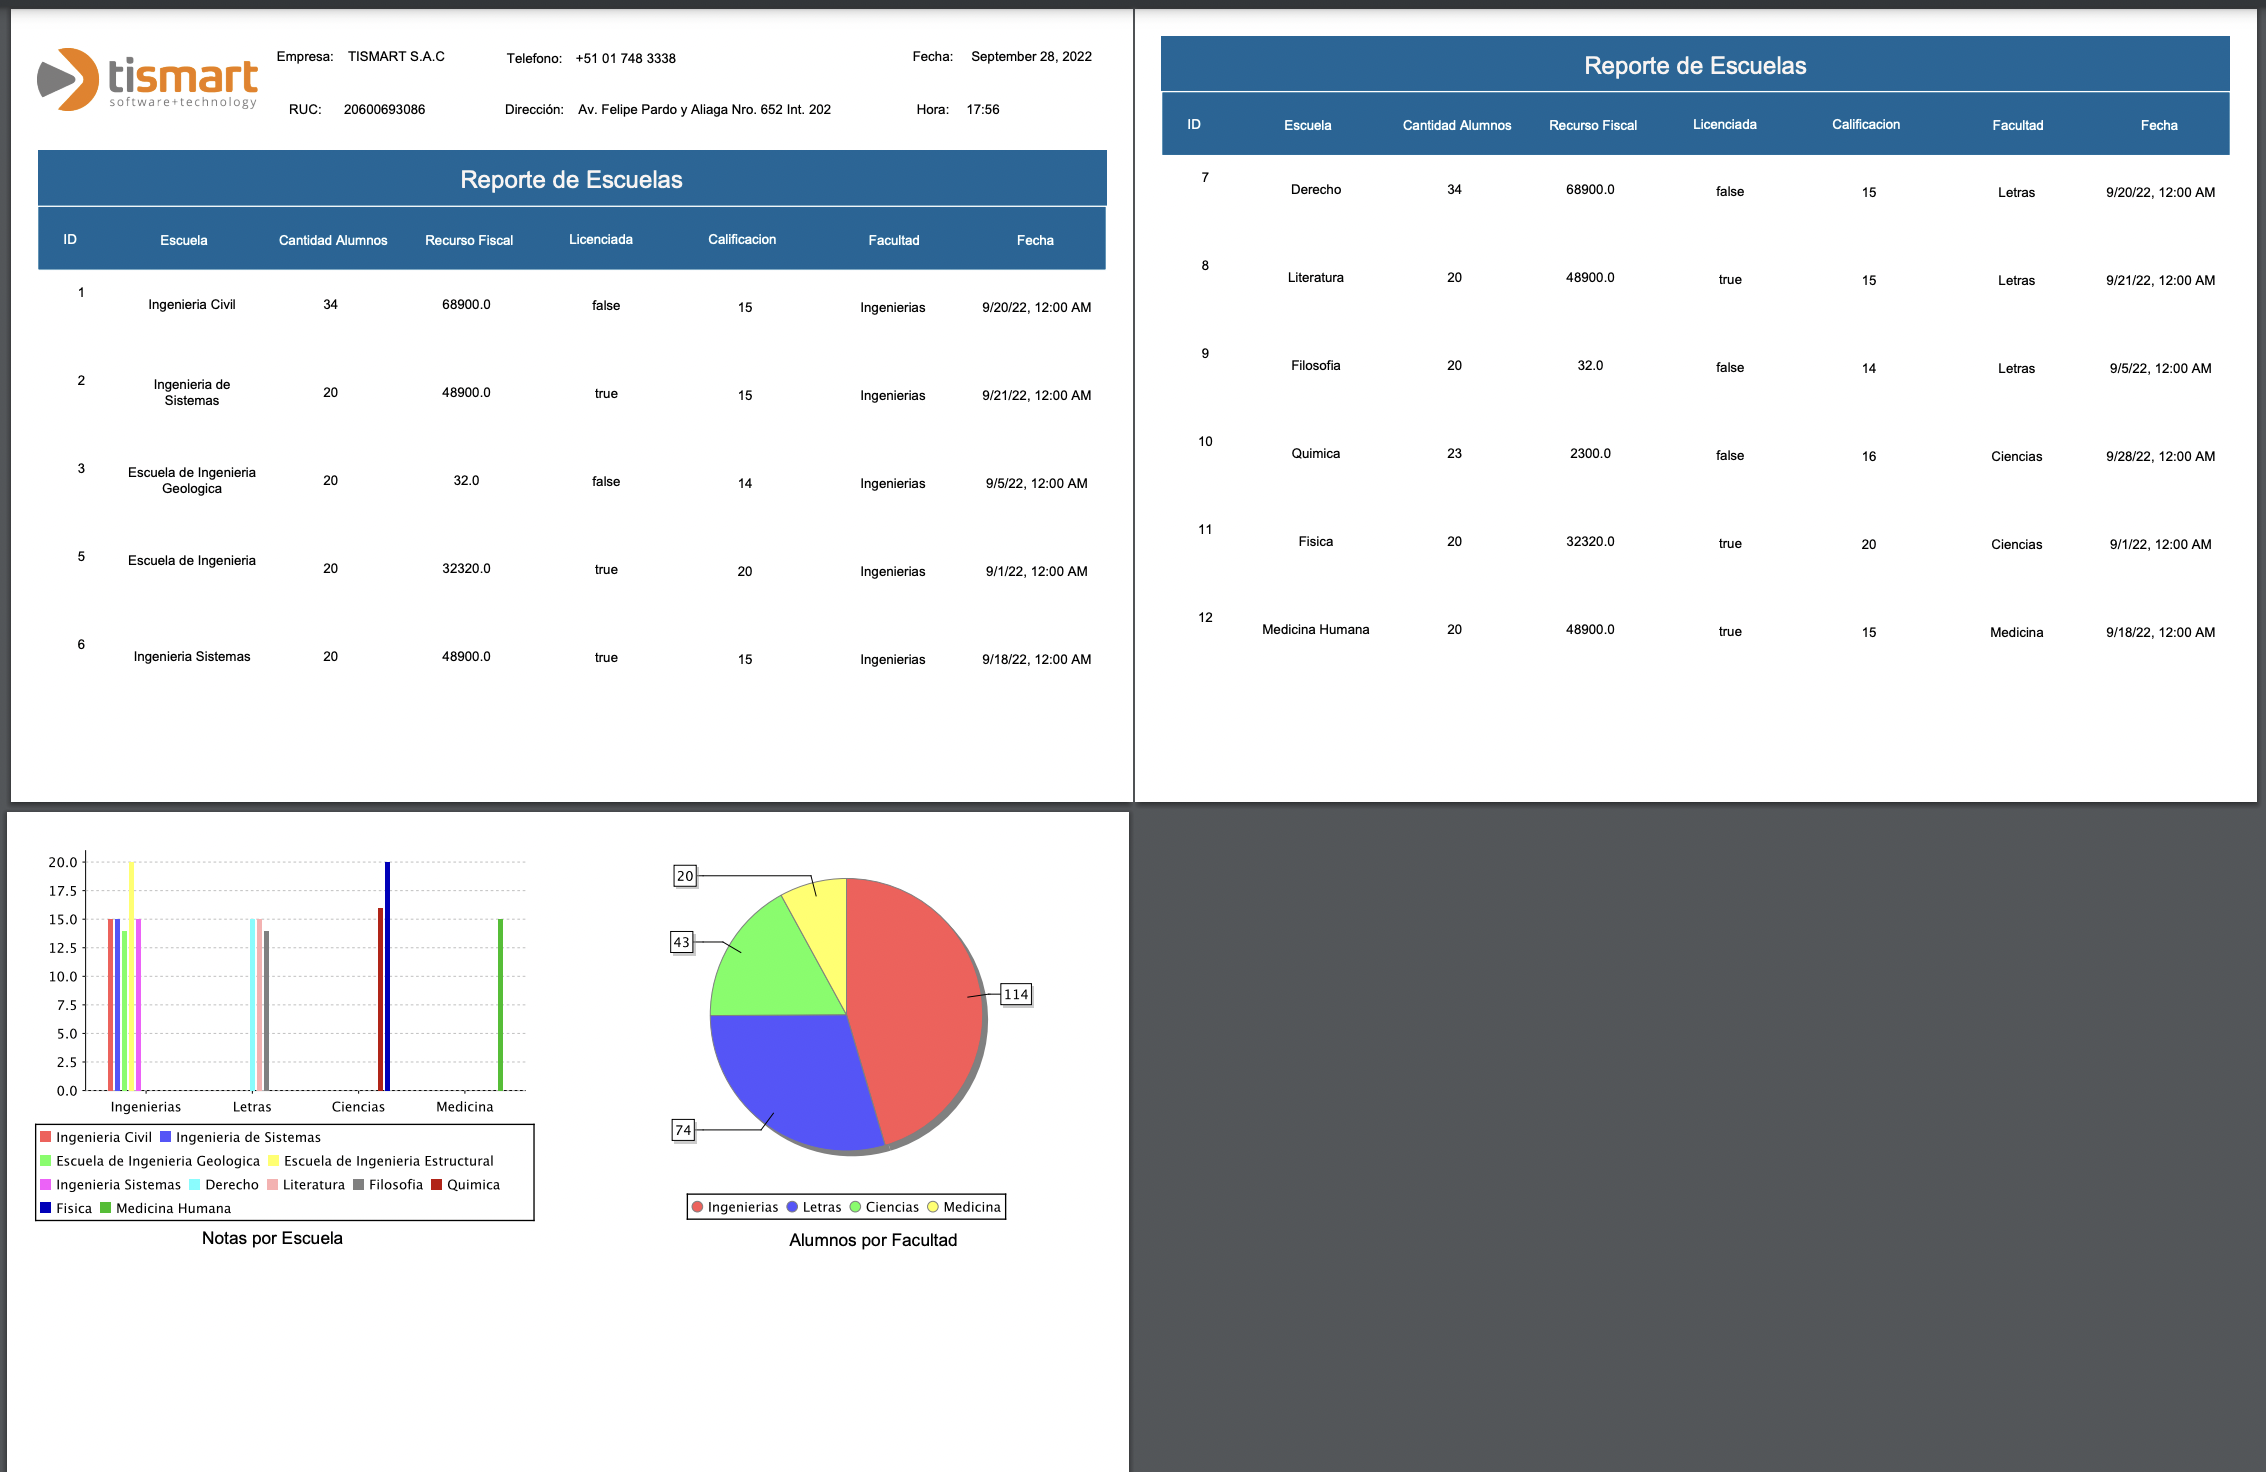 tismart
software+technology
Empresa: TISMART S.A.C Telefono: +51 01 748 3338 Fecha: September 28, 2022
RUC: 20600693086 Dirección: Av. Felipe Pardo y Aliaga Nro. 652 Int. 202 Hora: 17:56
Reporte de Escuelas
ID Escuela Cantidad Alumnos Recurso Fiscal Licenciada Calificacion Facultad Fecha
1 Ingenieria Civil 34 68900.0 false 15 Ingenierias 9/20/22, 12:00 AM
2 Ingenieria de Sistemas 20 48900.0 true 15 Ingenierias 9/21/22, 12:00 AM
3 Escuela de Ingenieria Geologica 20 32.0 false 14 Ingenierias 9/5/22, 12:00 AM
5 Escuela de Ingenieria 20 32320.0 true 20 Ingenierias 9/1/22, 12:00 AM
6 Ingenieria Sistemas 20 48900.0 true 15 Ingenierias 9/18/22, 12:00 AM
Reporte de Escuelas
ID Escuela Cantidad Alumnos Recurso Fiscal Licenciada Calificacion Facultad Fecha
7 Derecho 34 68900.0 false 15 Letras 9/20/22, 12:00 AM
8 Literatura 20 48900.0 true 15 Letras 9/21/22, 12:00 AM
9 Filosofia 20 32.0 false 14 Letras 9/5/22, 12:00 AM
10 Quimica 23 2300.0 false 16 Ciencias 9/28/22, 12:00 AM
11 Fisica 20 32320.0 true 20 Ciencias 9/1/22, 12:00 AM
12 Medicina Humana 20 48900.0 true 15 Medicina 9/18/22, 12:00 AM
20.0
17.5
15.0
12.5
10.0
7.5
5.0
2.5
0.0
Ingenierias Letras Ciencias Medicina
Ingenieria Civil Ingenieria de Sistemas
Escuela de Ingenieria Geologica Escuela de Ingenieria Estructural
Ingenieria Sistemas Derecho Literatura Filosofia Quimica
Fisica Medicina Humana
Notas por Escuela
20
43
114
74
Ingenierias Letras Ciencias Medicina
Alumnos por Facultad